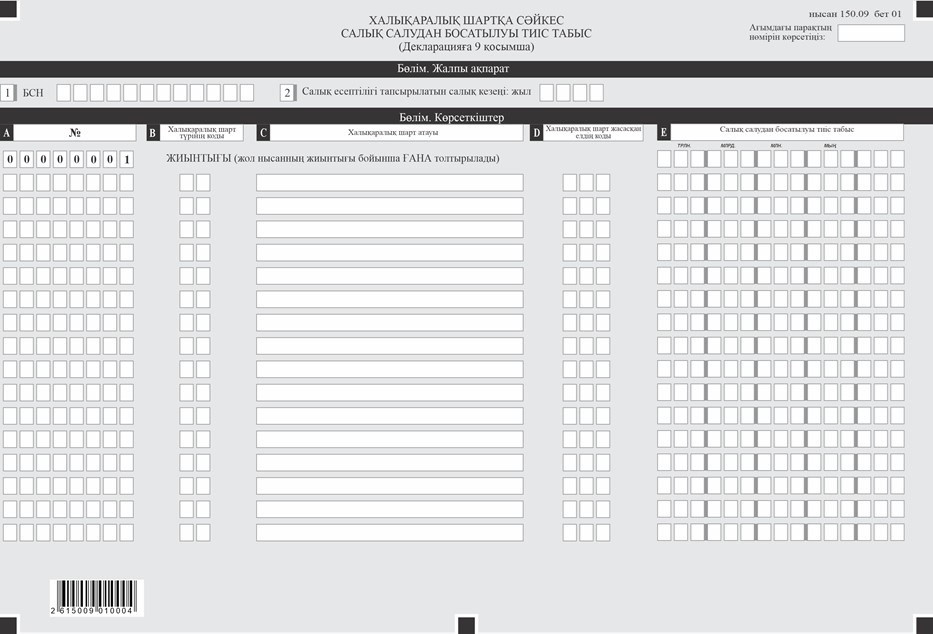 нысан 150.09 бет 01
ХАЛЫҚАРАЛЫҚ ШАРТҚА СӘЙКЕС
САЛЫҚ САЛУДАН БОСАТЫЛУЫ ТИІС ТАБЫС
(Декларацияға 9 қосымша)
Ағымдағы парақтың
нөмірін көрсетіңіз:
Бөлім. Жалпы ақпарат
1 БСН
2 Салық есептілігі тапсырылатын салық кезеңі: жыл
Бөлім. Көрсеткіштер
A №
B Халықаралық шарт
түрінің коды
C Халықаралық шарт атауы
D Халықаралық шарт жасасқан
елдің коды
E Салық салудан босатылуы тиіс табыс
трлн. млрд. млн. мың
0 0 0 0 0 0 0 1 ЖИЫНТЫҒЫ (жол нысанның жиынтығы бойынша ҒАНА толтырылады)
2 615009 010004